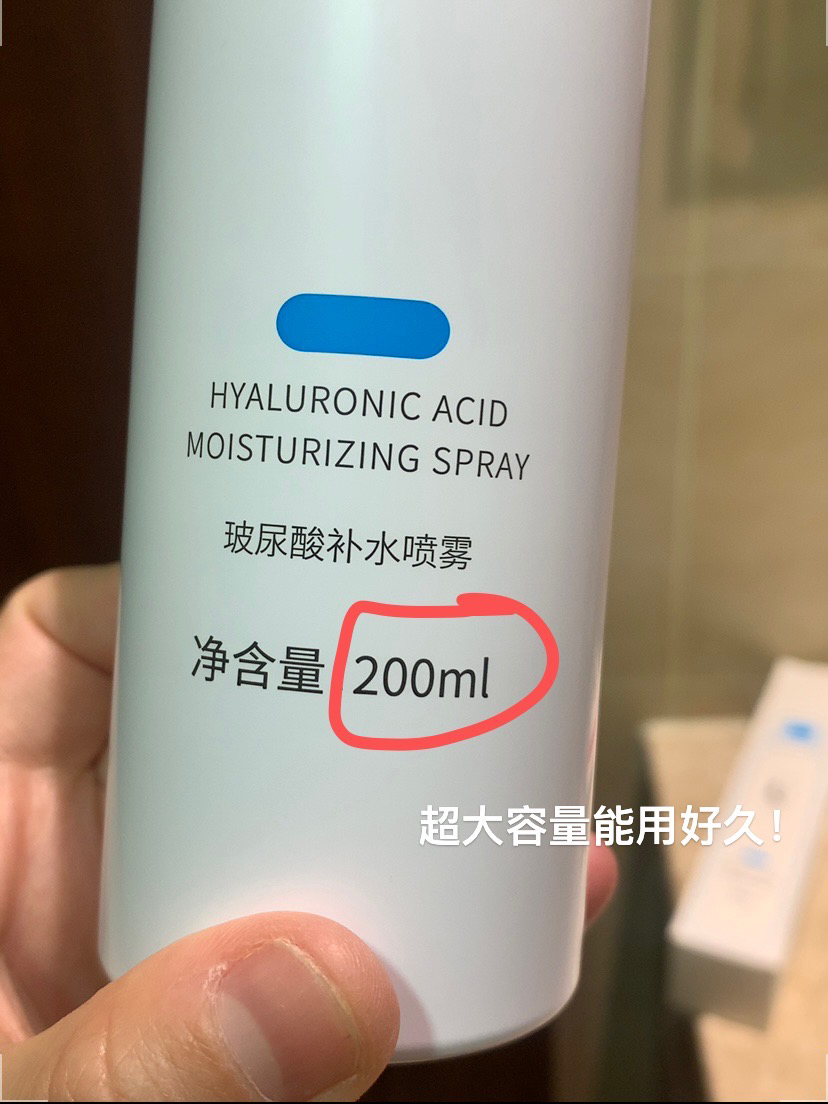 HYALURONIC ACID
MOISTURIZING SPRAY
玻尿酸补水喷雾
净含量 200ml
超大容量能用好久！